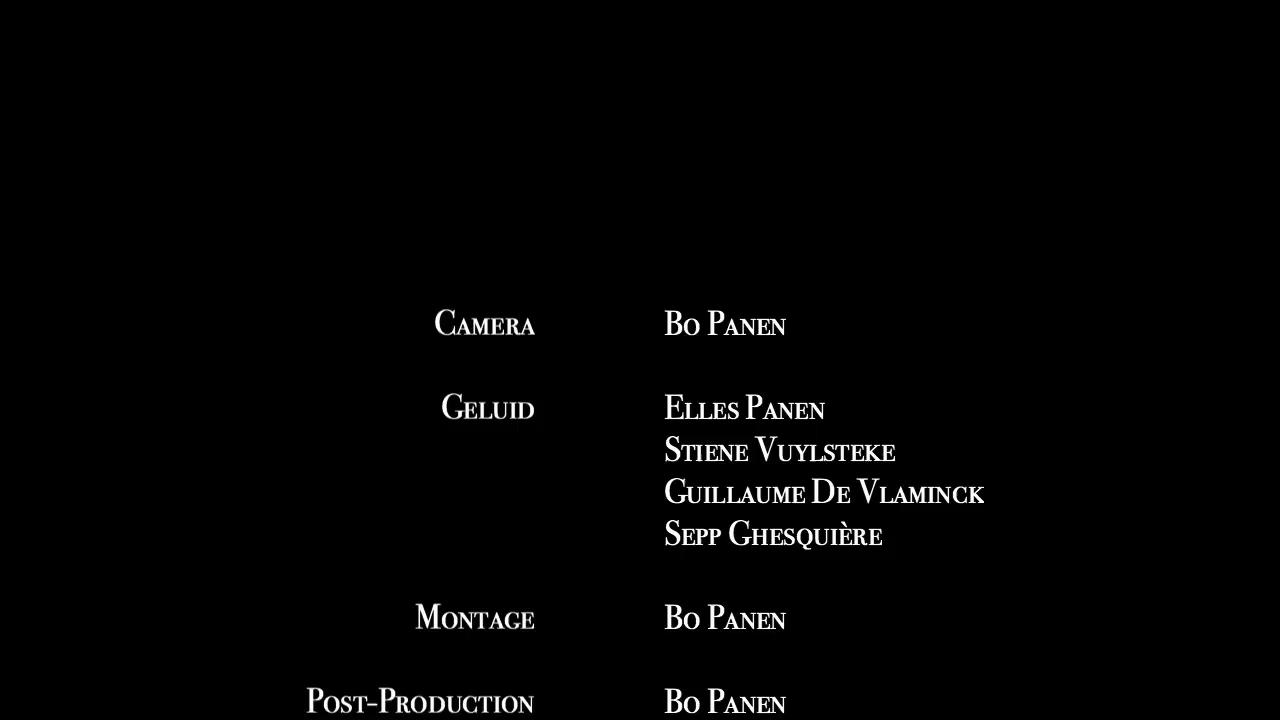 Camera Bo Panen
Geluid Elles Panen
Stiene Vuylsteke
Guillaume De Vlaminck
Sepp Ghesquière
Montage Bo Panen
Post-Production Bo Panen